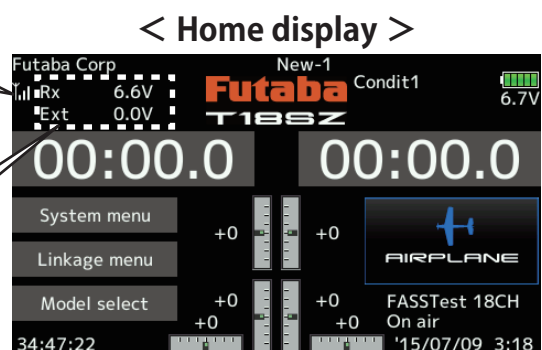 ＜ Home display ＞
Futaba Corp New-1
Rx 6.6V Futaba Condit1
Ext 0.0V T18SZ 6.7V
00:00.0 00:00.0
System menu +0 +0
Linkage menu AIRPLANE
Model select +0 +0 FASSTest 18CH
+0 +0 On air
34:47:22 '15/07/09 3:18